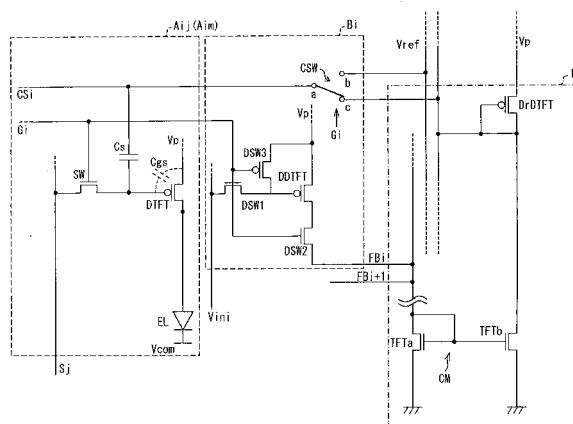 Aij(Aim)
Bi
Vref
Vp
CSW
b
a
c
CSi
Gi
Gi
Vp
1
DrDTFT
Vp
Cs
Cgs
SW
DTFT
DSW3
DDTFT
DSW1
DSW2
FBi
FBi+1
EL
Vini
Vcom
Sj
TFTa
TFTb
CM